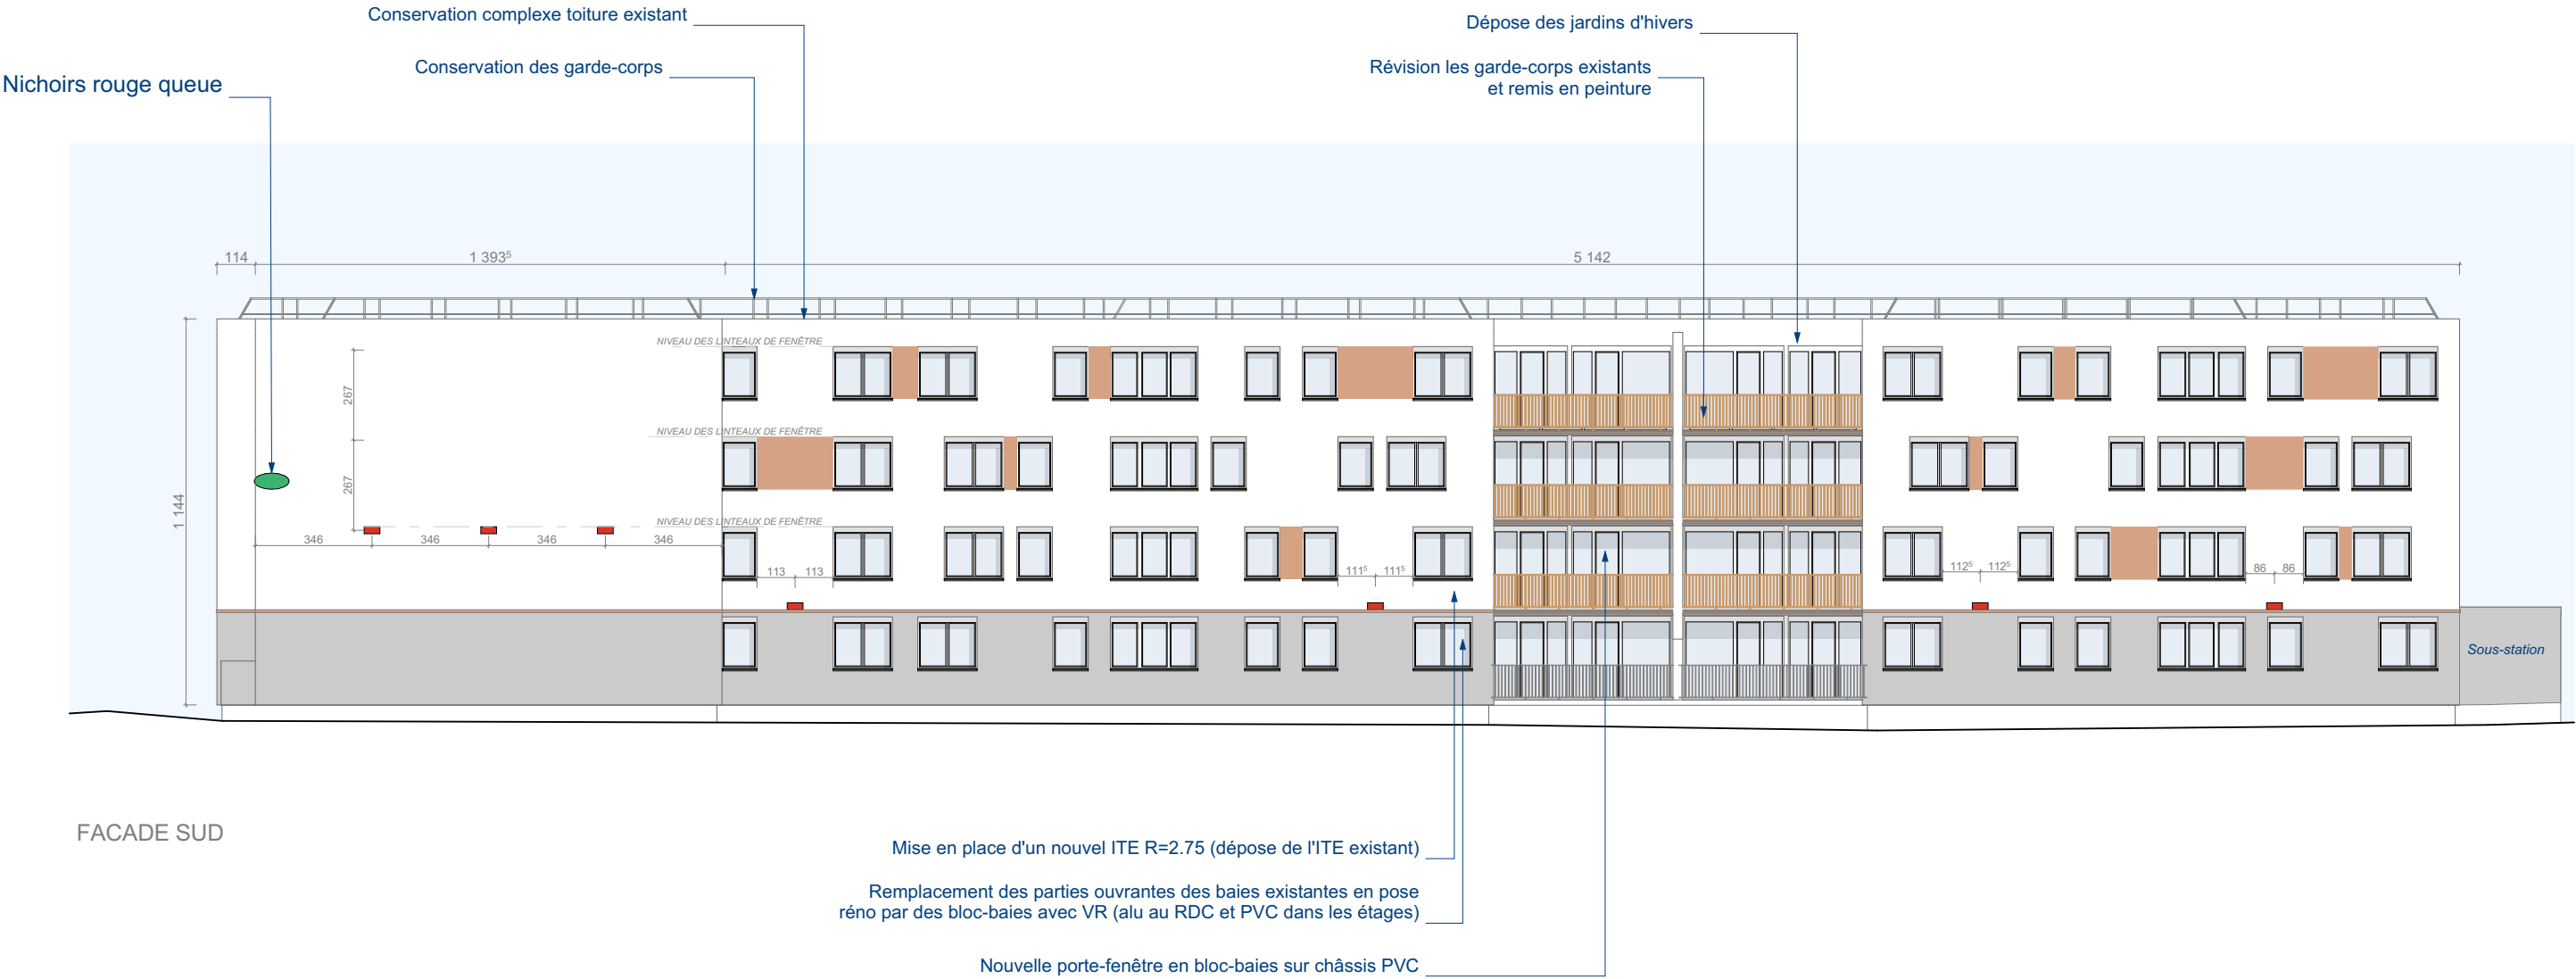 Conservation complexe toiture existant
Dépose des jardins d'hivers
Conservation des garde-corps
Révision les garde-corps existants
et remis en peinture
Nichoirs rouge queue
114
1 393⁵
5 142
NIVEAU DES LINTEAUX DE FENÊTRE
267
NIVEAU DES LINTEAUX DE FENÊTRE
267
1 144
NIVEAU DES LINTEAUX DE FENÊTRE
346
346
346
346
113
113
111⁵
111⁵
112⁵
112⁵
86
86
Sous-station
FACADE SUD
Mise en place d'un nouvel ITE R=2.75 (dépose de l'ITE existant)
Remplacement des parties ouvrantes des baies existantes en pose
réno par des bloc-baies avec VR (alu au RDC et PVC dans les étages)
Nouvelle porte-fenêtre en bloc-baies sur châssis PVC